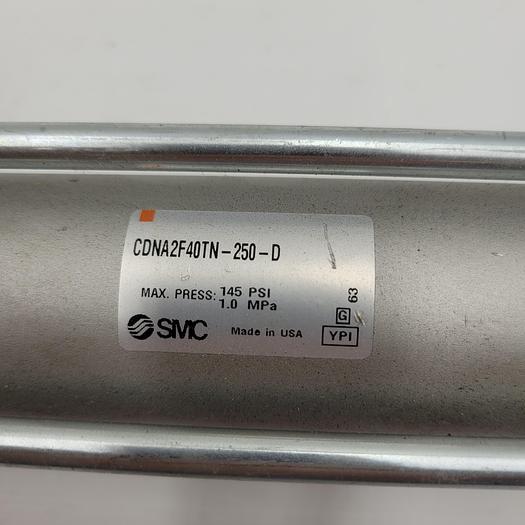 CDNA2F40TN-250-D
MAX. PRESS: 145 PSI
1.0 MPa
63
G
SMC Made in USA
YPI